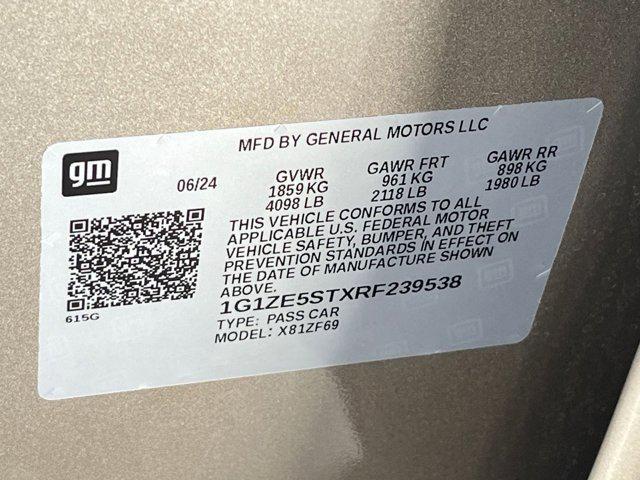 MFD BY GENERAL MOTORS LLC
gm
06/24
GVWR
1859 KG
4098 LB
GAWR FRT
961 KG
2118 LB
GAWR RR
898 KG
1980 LB
THIS VEHICLE CONFORMS TO ALL
APPLICABLE U.S. FEDERAL MOTOR
VEHICLE SAFETY, BUMPER, AND THEFT
PREVENTION STANDARDS IN EFFECT ON
THE DATE OF MANUFACTURE SHOWN
ABOVE.
1G1ZE5STXRF239538
TYPE: PASS CAR
MODEL: X81ZF69
615G